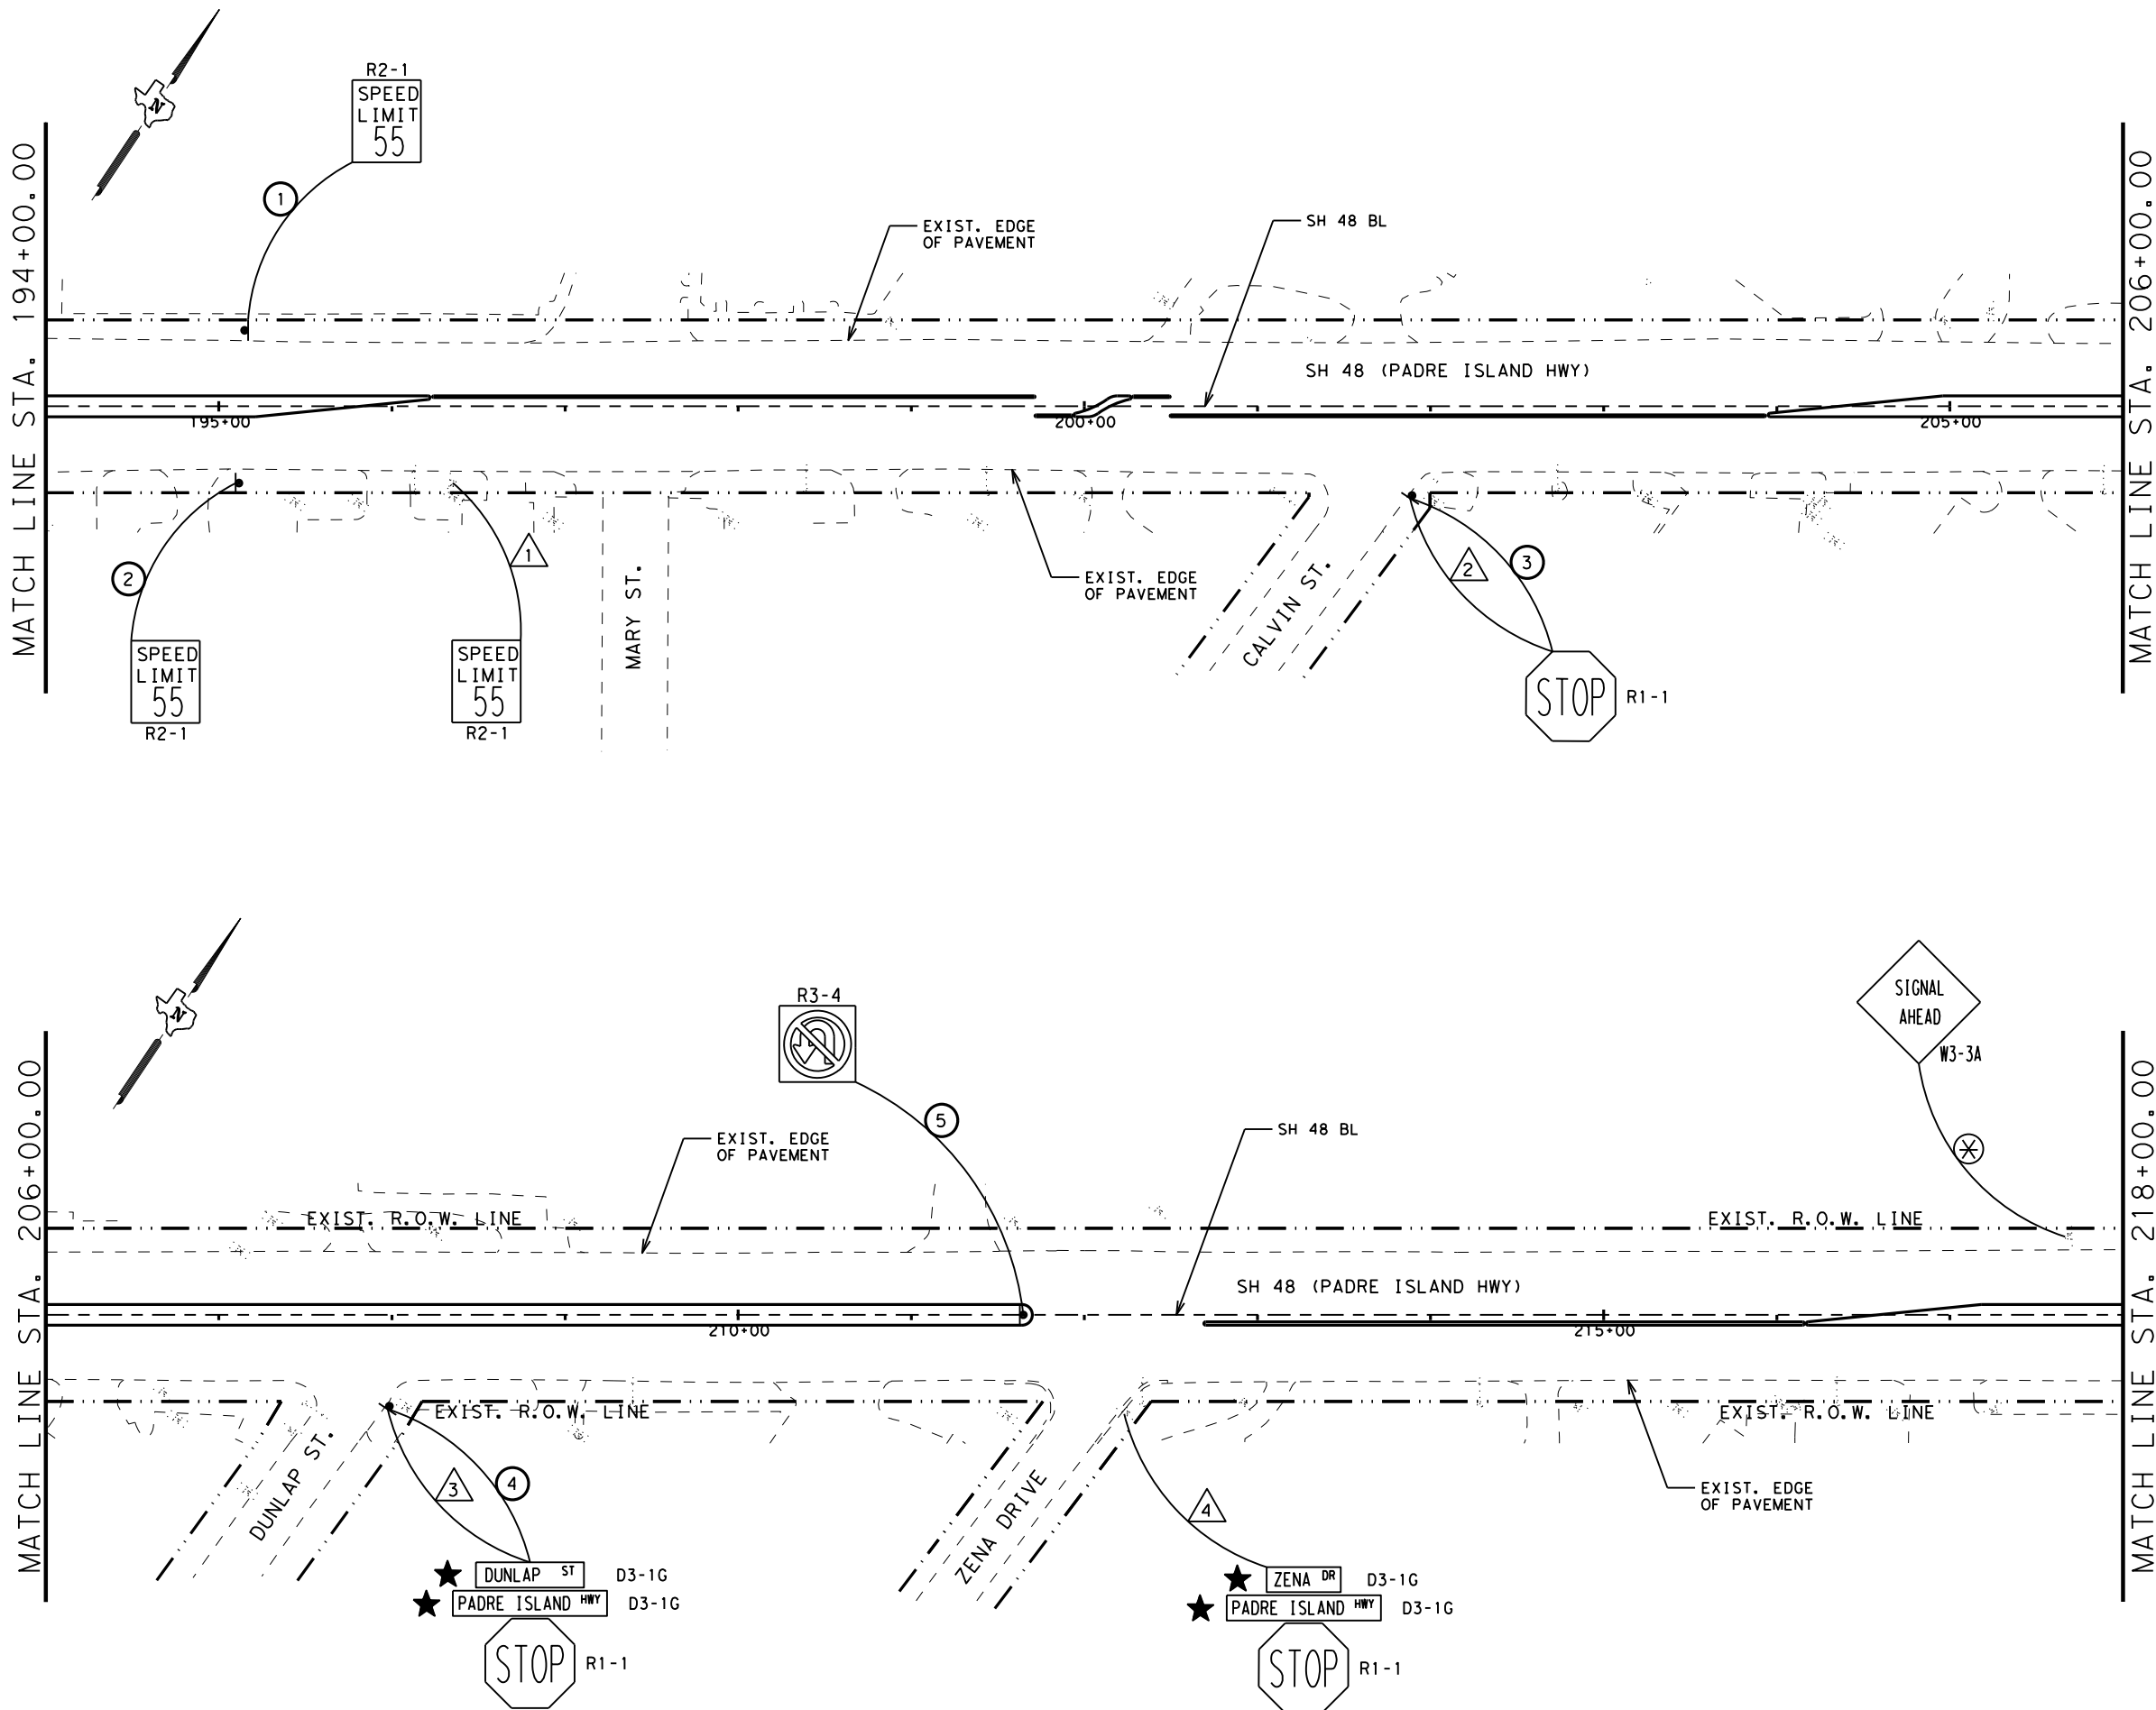 R2-1
SPEED
LIMIT
55
N
1
MATCH LINE STA. 194+00.00
MATCH LINE STA. 206+00.00
EXIST. EDGE
OF PAVEMENT
SH 48 BL
SH 48 (PADRE ISLAND HWY)
195+00
200+00
205+00
2
1
SPEED
LIMIT
55
R2-1
SPEED
LIMIT
55
R2-1
MARY ST.
EXIST. EDGE
OF PAVEMENT
CALVIN ST.
2
3
STOP
R1-1
N
R3-4
5
SIGNAL
AHEAD
W3-3A
MATCH LINE STA. 206+00.00
MATCH LINE STA. 218+00.00
EXIST. EDGE
OF PAVEMENT
SH 48 BL
EXIST. R.O.W. LINE
EXIST. R.O.W. LINE
SH 48 (PADRE ISLAND HWY)
210+00
215+00
EXIST. R.O.W. LINE
EXIST. R.O.W. LINE
DUNLAP ST.
3
4
ZENA DRIVE
4
EXIST. EDGE
OF PAVEMENT
DUNLAP ST
D3-1G
PADRE ISLAND HWY
D3-1G
STOP
R1-1
ZENA DR
D3-1G
PADRE ISLAND HWY
D3-1G
STOP
R1-1